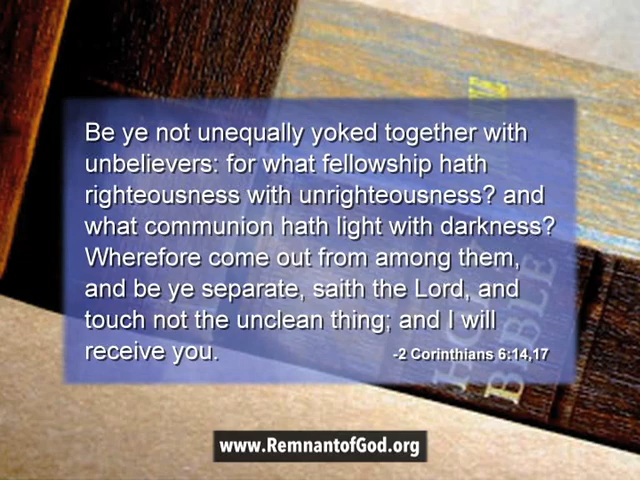 Be ye not unequally yoked together with
unbelievers: for what fellowship hath
righteousness with unrighteousness? and
what communion hath light with darkness?
Wherefore come out from among them,
and be ye separate, saith the Lord, and
touch not the unclean thing; and I will
receive you.
-2 Corinthians 6:14,17
HOLY
BIBLE
www.RemnantofGod.org